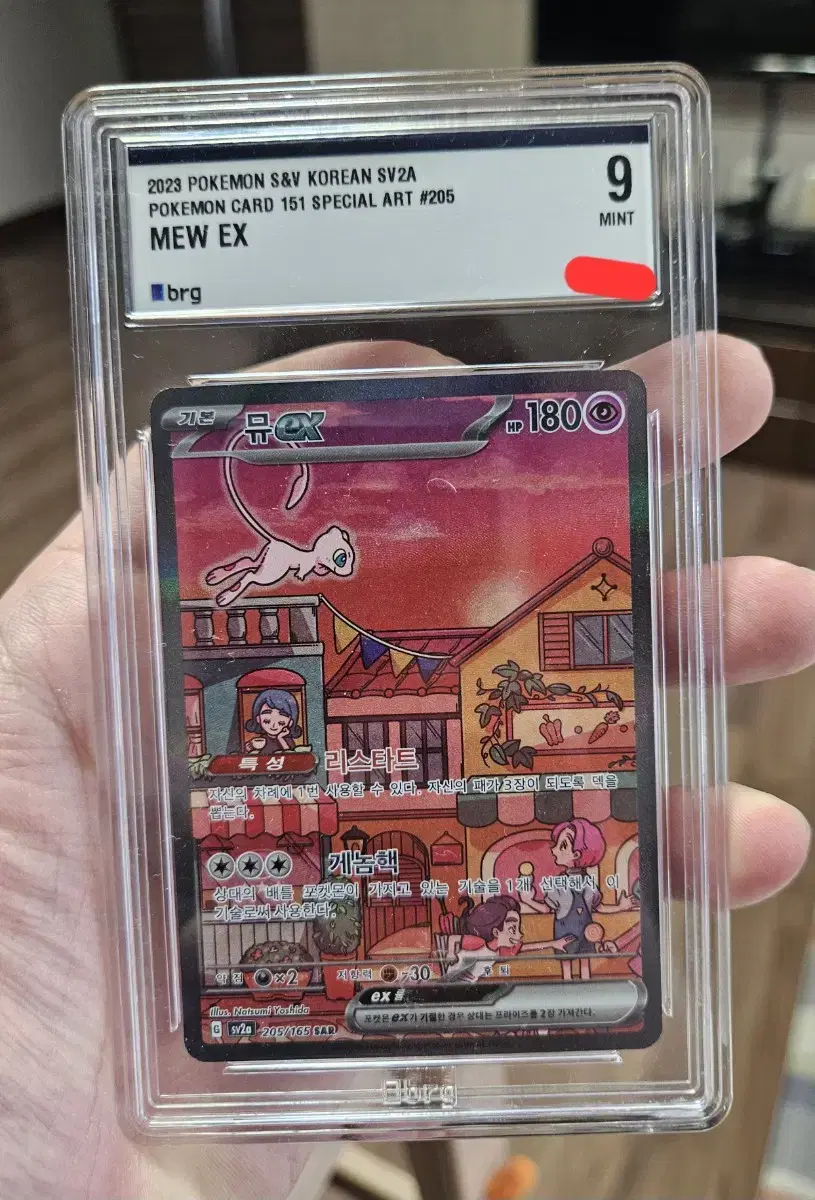 2023 POKEMON S&V KOREAN SV2A
POKEMON CARD 151 SPECIAL ART #205
MEW EX
9
MINT
brg
기본
뮤ex
HP 180
특성
리스타트
자신의 차례에 1번 사용할 수 있다. 자신의 패가 3장이 되도록 덱을
뽑는다.
게놈핵
상대의 배틀 포켓몬이 가지고 있는 기술을 1개 선택해서 이
기술로써 사용한다.
약점 ×2
저항력 -30
후퇴
ex룰
포켓몬 ex가 기절한 경우 상대는 프라이즈를 2장 가져간다.
Illus. Natsumi Yoshida
G sv2a 205/165 SAR
brg